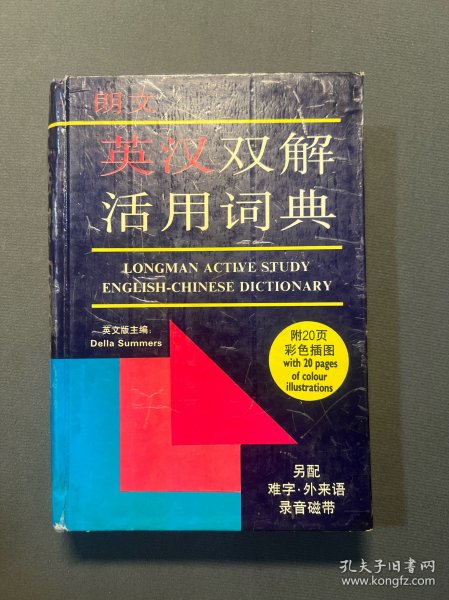 朗文
英汉双解
活用词典
LONGMAN ACTIVE STUDY
ENGLISH-CHINESE DICTIONARY
英文版主编:
Della Summers
附20页
彩色插图
with 20 pages
of colour
illustrations
另配
难字·外来语
录音磁带
孔夫子旧书网
www.kongfz.com